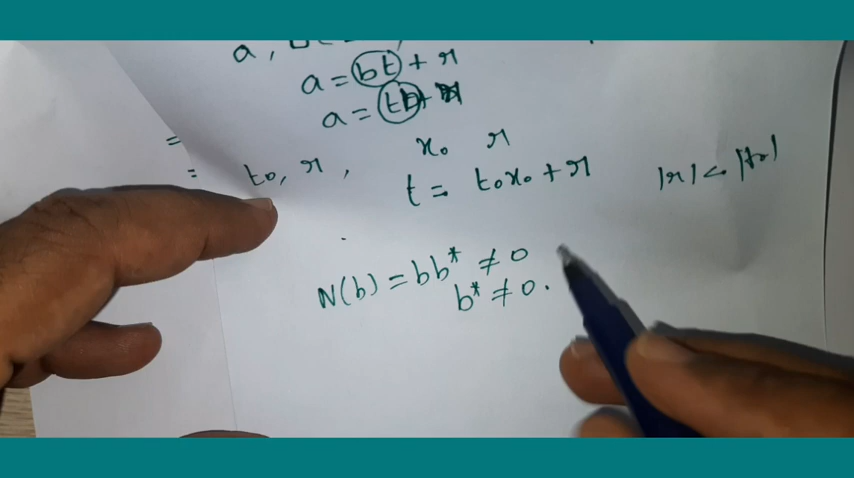 a = bt + r
a = tb +
x₀ r
t₀, r, t = t₀x₀ + r |r| < |t₀|
N(b) = bb* ≠ 0
b* ≠ 0.